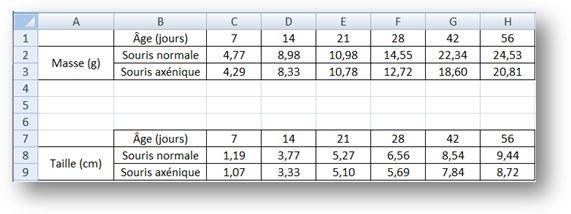 A B C D E F G H
1 Âge (jours) 7 14 21 28 42 56
2 Masse (g) Souris normale 4,77 8,98 10,98 14,55 22,34 24,53
3 Souris axénique 4,29 8,33 10,78 12,72 18,60 20,81
4
5
6
7 Âge (jours) 7 14 21 28 42 56
8 Taille (cm) Souris normale 1,19 3,77 5,27 6,56 8,54 9,44
9 Souris axénique 1,07 3,33 5,10 5,69 7,84 8,72